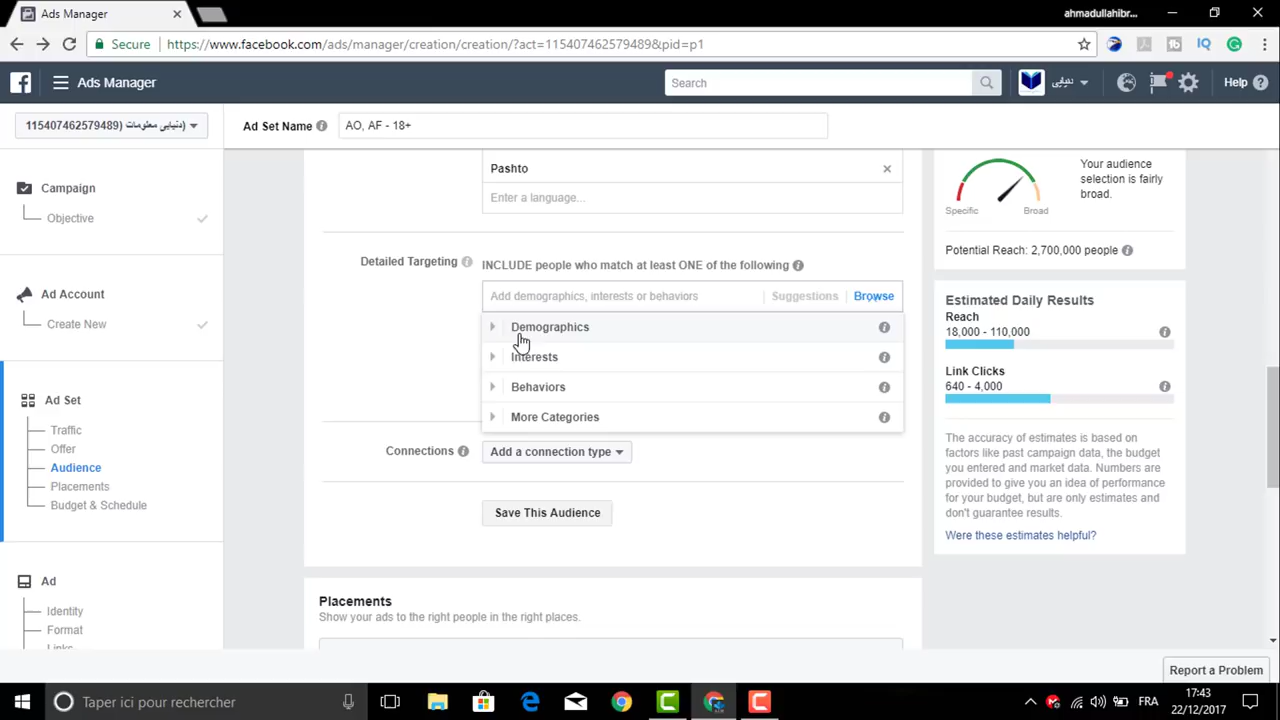 Ads Manager
ahmadullahibr...
Secure
https://www.facebook.com/ads/manager/creation/creation/?act=115407462579489&pid=p1
Ads Manager
Search
Help
دنیایی معلومات) (115407462579489
Ad Set Name
AO, AF - 18+
Campaign
Objective
Ad Account
Create New
Ad Set
Traffic
Offer
Audience
Placements
Budget & Schedule
Ad
Identity
Format
Links
Pashto
Enter a language...
Detailed Targeting
INCLUDE people who match at least ONE of the following
Add demographics, interests or behaviors
Suggestions
Browse
Demographics
Interests
Behaviors
More Categories
Connections
Add a connection type
Save This Audience
Placements
Show your ads to the right people in the right places.
Specific
Broad
Your audience
selection is fairly
broad.
Potential Reach: 2,700,000 people
Estimated Daily Results
Reach
18,000 - 110,000
Link Clicks
640 - 4,000
The accuracy of estimates is based on
factors like past campaign data, the budget
you entered and market data. Numbers are
provided to give you an idea of performance
for your budget, but are only estimates and
don't guarantee results.
Were these estimates helpful?
Report a Problem
Taper ici pour rechercher
FRA
17:43
22/12/2017